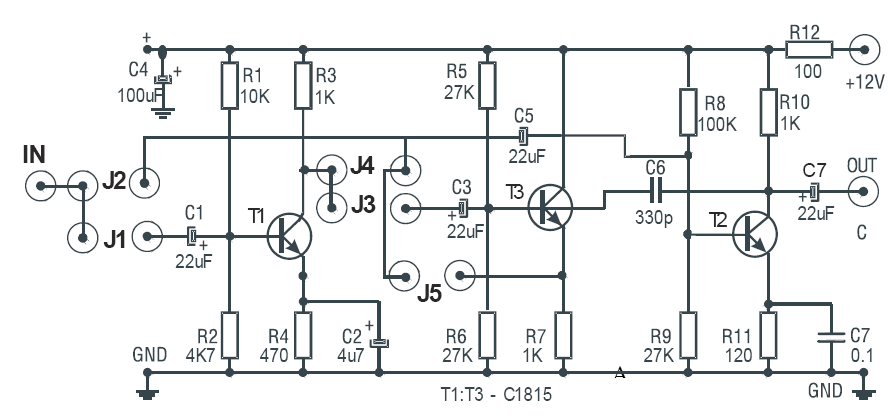 +
R12
C4
+
R1
R3
R5
100
100uF
10K
1K
27K
+12V
C5
R8
R10
100K
1K
IN
J2
J4
22uF
C6
C7
OUT
J3
C3
T3
C1
T1
+
22uF
330p
T2
+
22uF
J1
+
22uF
C
J5
R2
R4
C2
+
R6
R7
R9
R11
C7
4K7
470
4u7
27K
1K
27K
120
0.1
GND
A
GND
T1:T3 - C1815